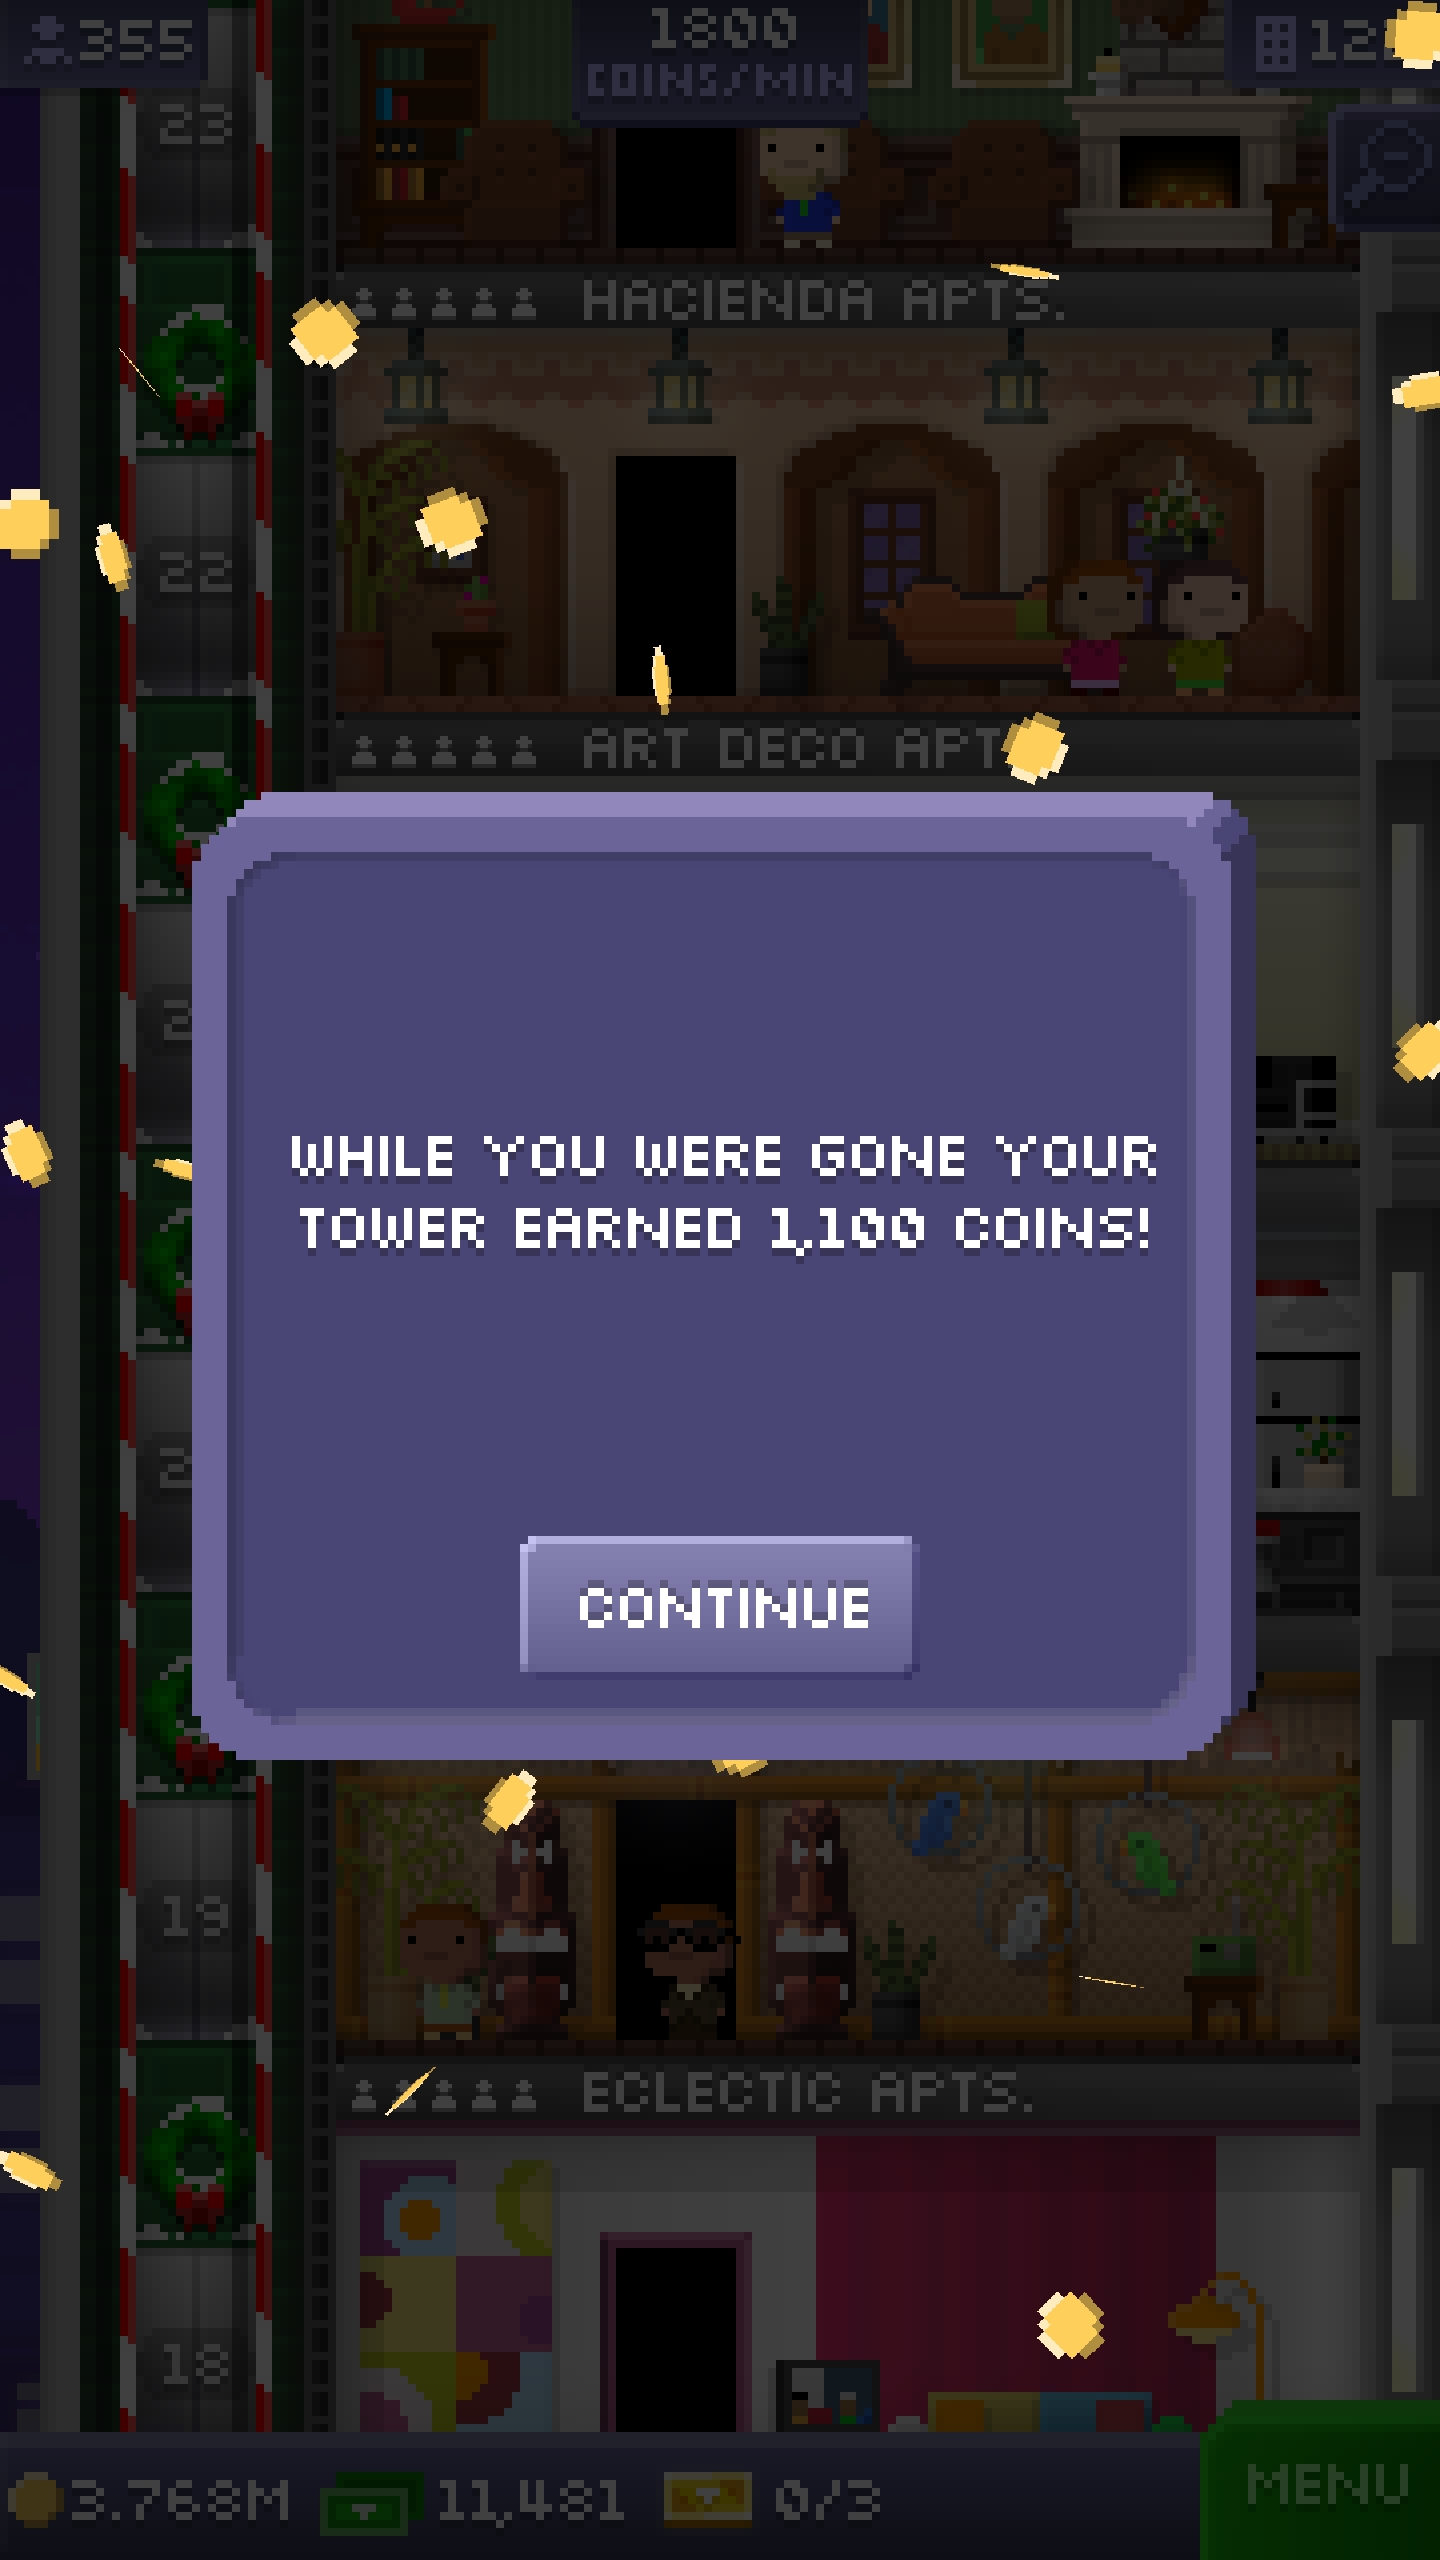 355
1800
COINS/MIN
23
HACIENDA APTS.
22
ART DECO APT
WHILE YOU WERE GONE YOUR
TOWER EARNED 1,100 COINS!
CONTINUE
19
ECLECTIC APTS.
18
3.768M
11,481
0/3
MENU